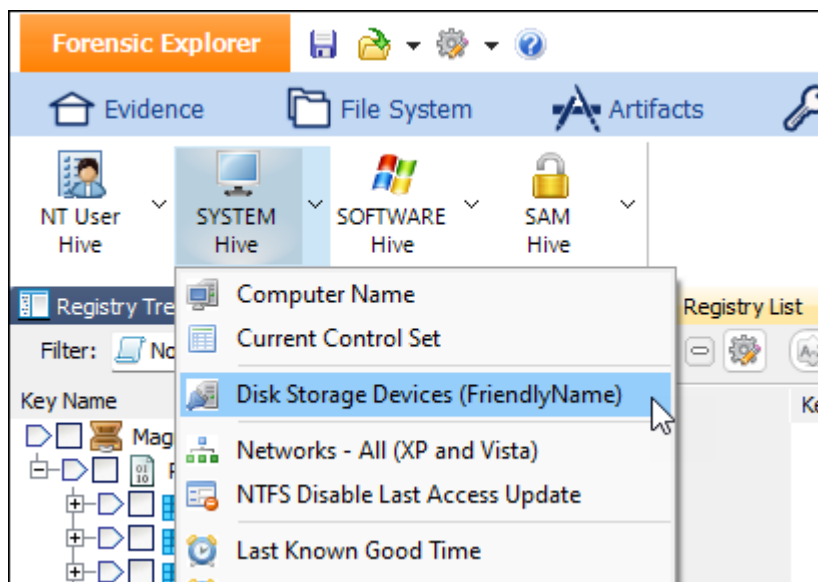 Forensic Explorer
Evidence
File System
Artifacts
NT User
Hive
SYSTEM
Hive
SOFTWARE
Hive
SAM
Hive
Registry Tre
Registry List
Filter:
No
Key Name
Mag
Computer Name
Current Control Set
Disk Storage Devices (FriendlyName)
Networks - All (XP and Vista)
NTFS Disable Last Access Update
Last Known Good Time